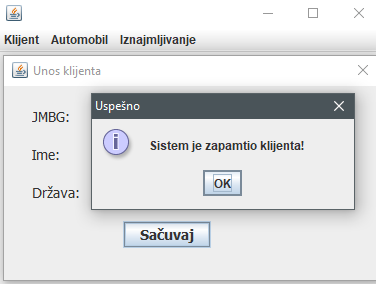 Klijent Automobil Iznajmljivanje
Unos klijenta
JMBG:
Uspešno
Sistem je zapamtio klijenta!
Ime:
OK
Država:
Sačuvaj